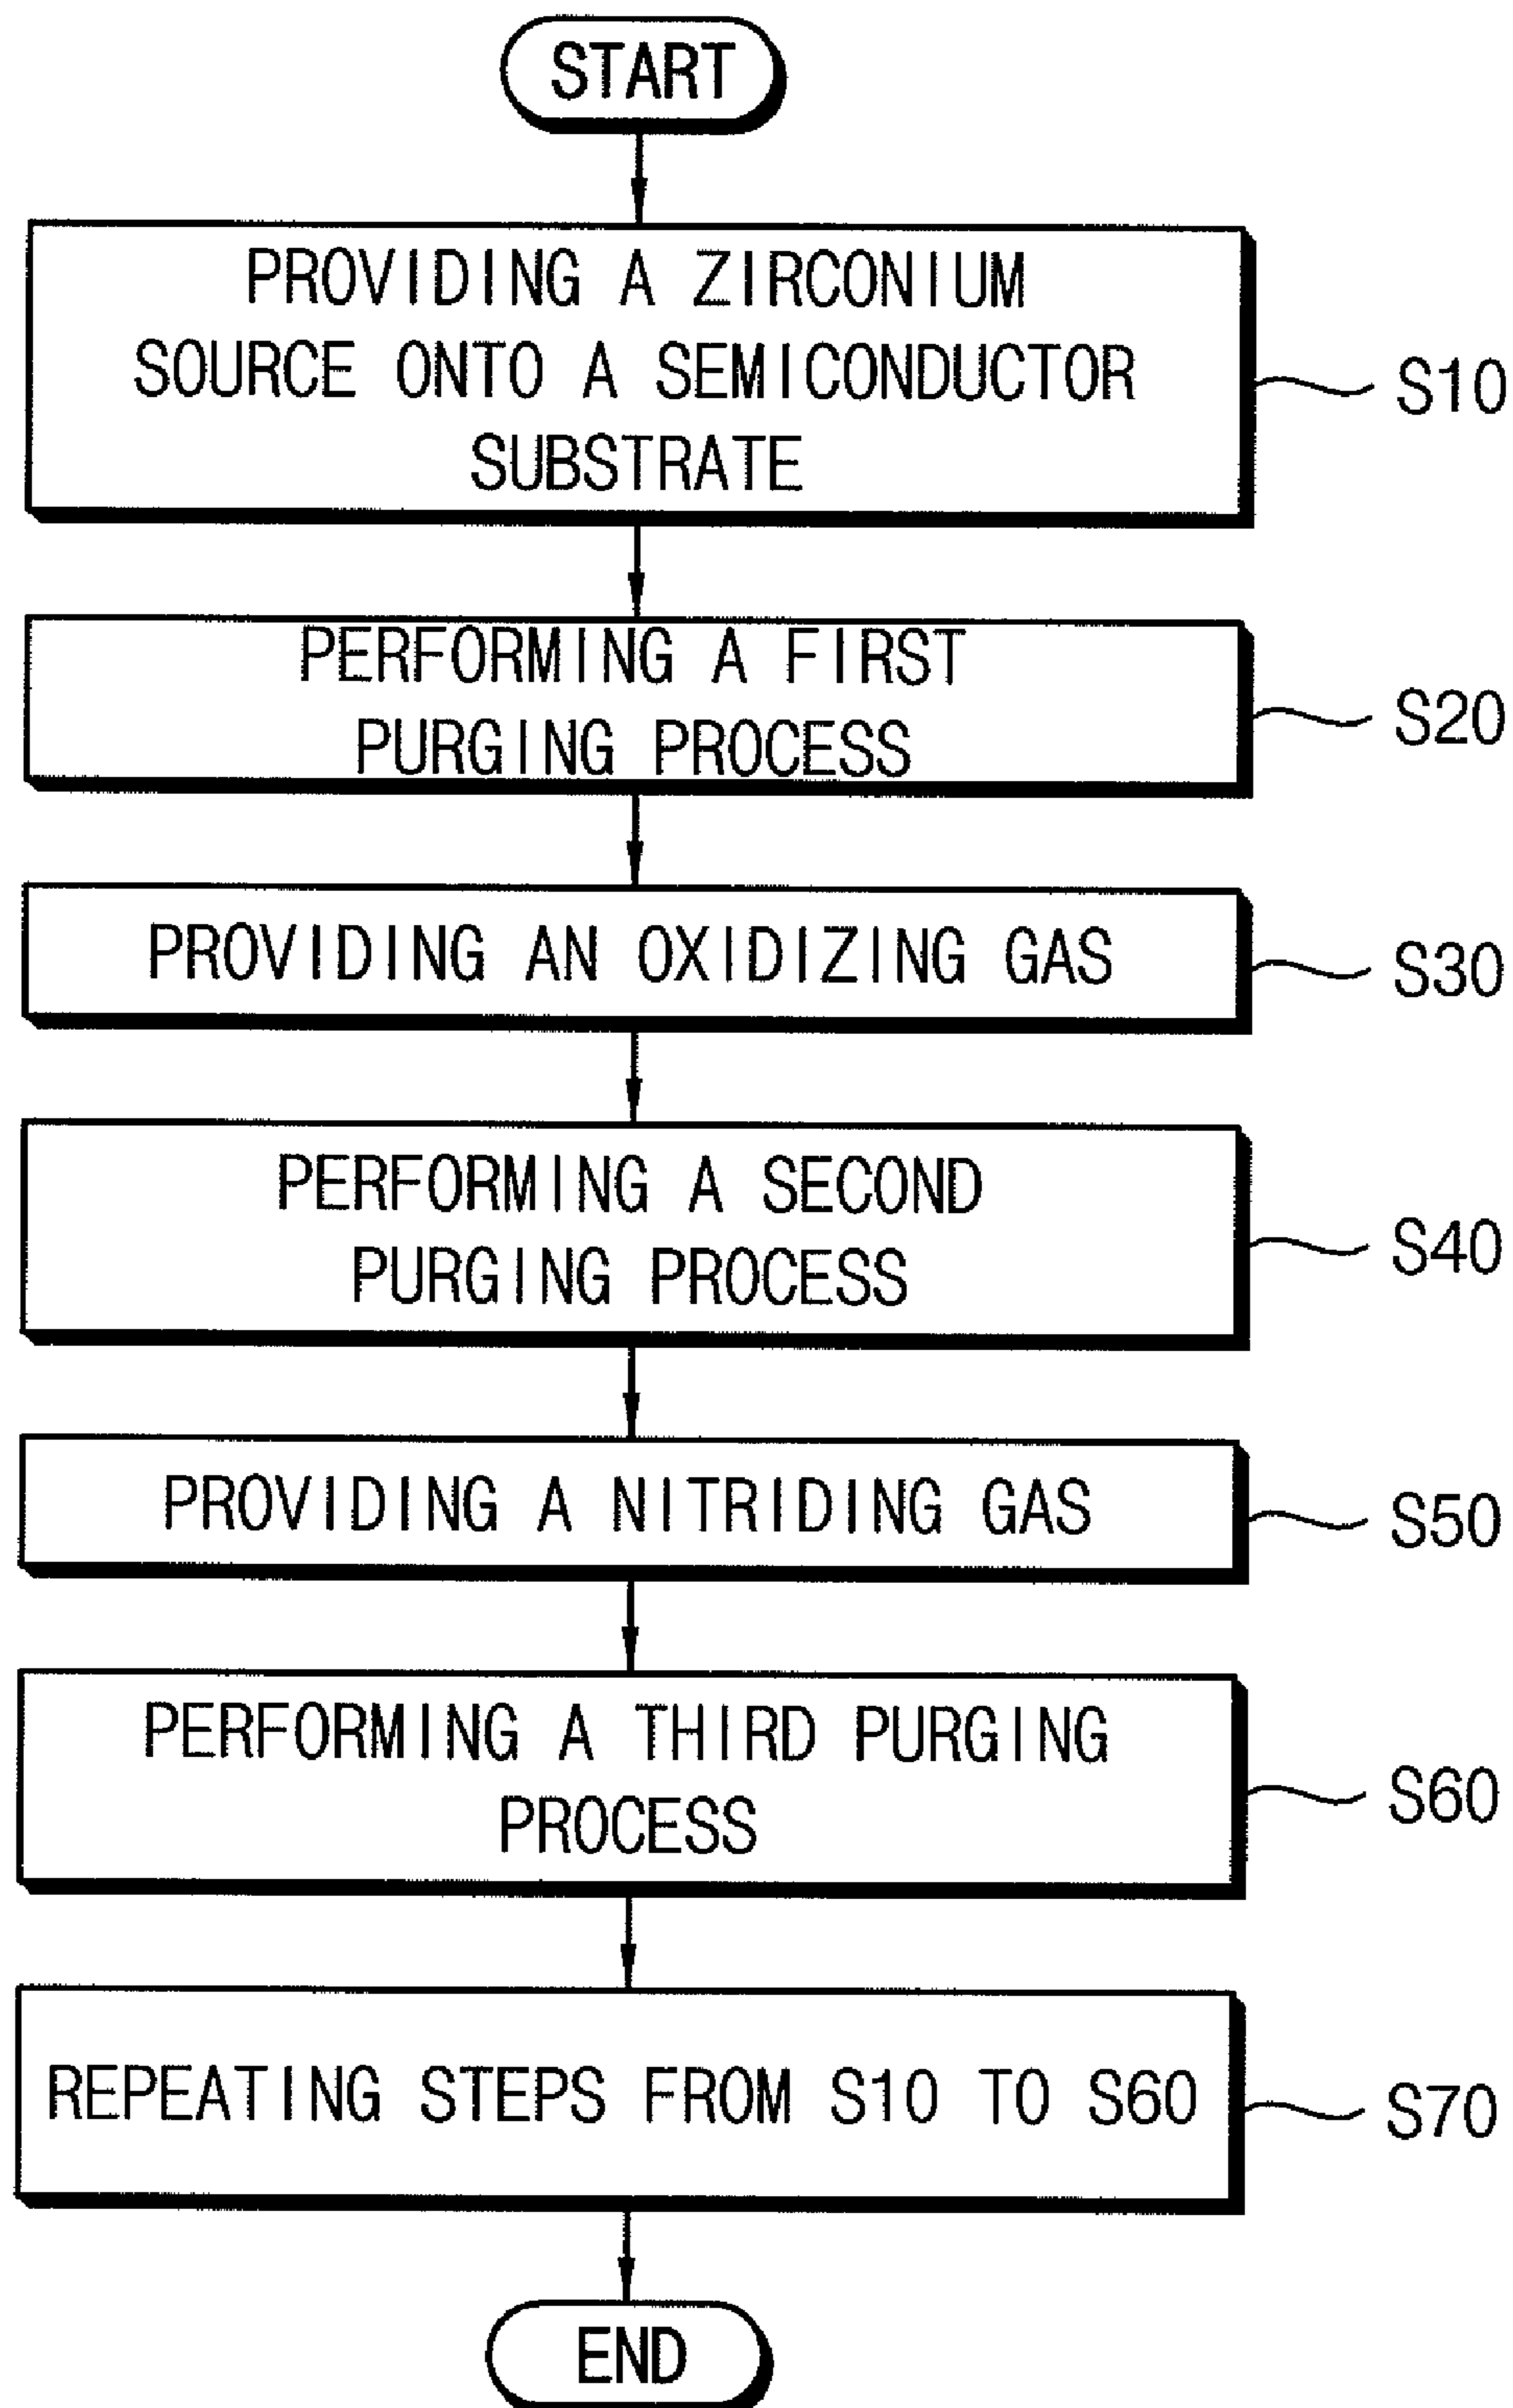 START
PROVIDING A ZIRCONIUM
SOURCE ONTO A SEMICONDUCTOR
SUBSTRATE
S10
PERFORMING A FIRST
PURGING PROCESS
S20
PROVIDING AN OXIDIZING GAS
S30
PERFORMING A SECOND
PURGING PROCESS
S40
PROVIDING A NITRIDING GAS
S50
PERFORMING A THIRD PURGING
PROCESS
S60
REPEATING STEPS FROM S10 TO S60
S70
END